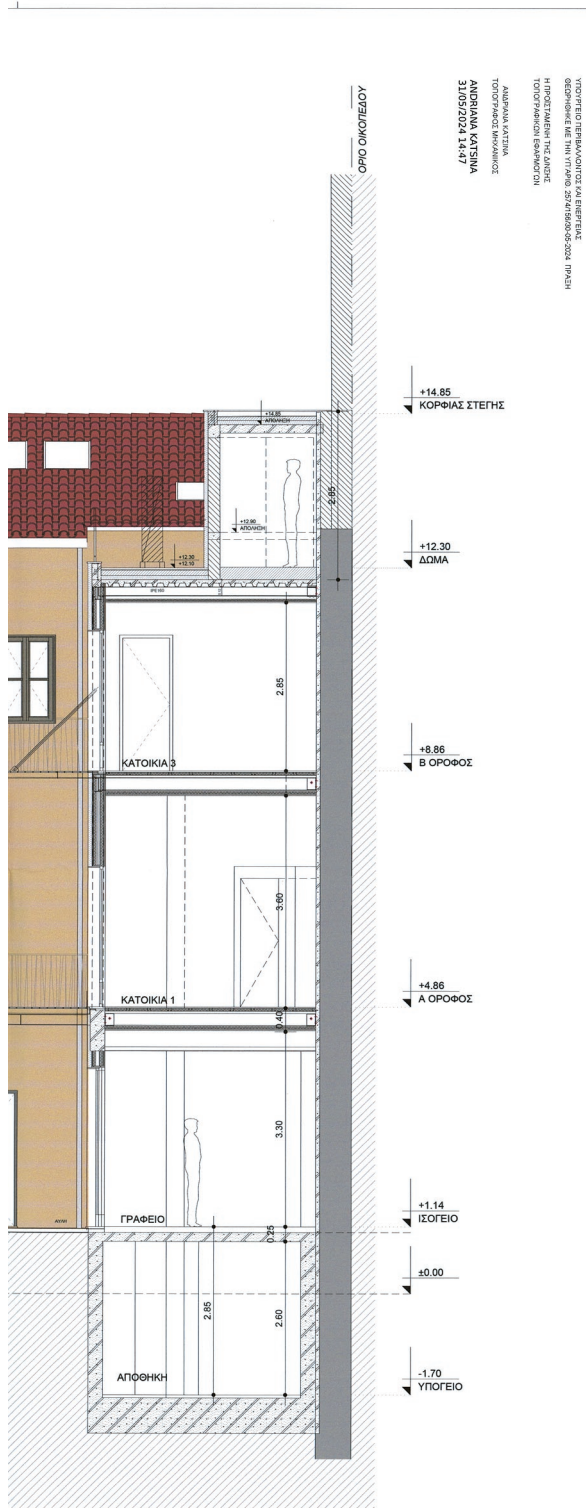 ΥΠΟΥΡΓΕΙΟ ΠΕΡΙΒΑΛΛΟΝΤΟΣ ΚΑΙ ΕΝΕΡΓΕΙΑΣ
ΘΕΩΡΗΘΗΚΕ ΜΕ ΤΗΝ ΥΠ'ΑΡΙΘ. 2574/156/30-05-2024 ΠΡΑΞΗ
Η ΠΡΟΪΣΤΑΜΕΝΗ ΤΗΣ Δ/ΝΣΗΣ
ΤΟΠΟΓΡΑΦΙΚΩΝ ΕΦΑΡΜΟΓΩΝ
ΑΝΔΡΙΑΝΑ ΚΑΤΣΙΝΑ
ΤΟΠΟΓΡΑΦΟΣ ΜΗΧΑΝΙΚΟΣ
ANDRIANA KATSINA
31/05/2024 14:47
ΟΡΙΟ ΟΙΚΟΠΕΔΟΥ
+14.85
ΚΟΡΦΙΑΣ ΣΤΕΓΗΣ
+14.85
ΑΠΟΛΗΞΗ
2.85
+12.90
ΑΠΟΛΗΞΗ
+12.30
+12.10
+12.30
ΔΩΜΑ
IPE160
2.85
ΚΑΤΟΙΚΙΑ 3
+8.86
Β ΟΡΟΦΟΣ
3.60
ΚΑΤΟΙΚΙΑ 1
+4.86
Α ΟΡΟΦΟΣ
0.40
3.30
ΓΡΑΦΕΙΟ
+1.14
ΙΣΟΓΕΙΟ
0.25
±0.00
2.85
2.60
ΑΠΟΘΗΚΗ
-1.70
ΥΠΟΓΕΙΟ